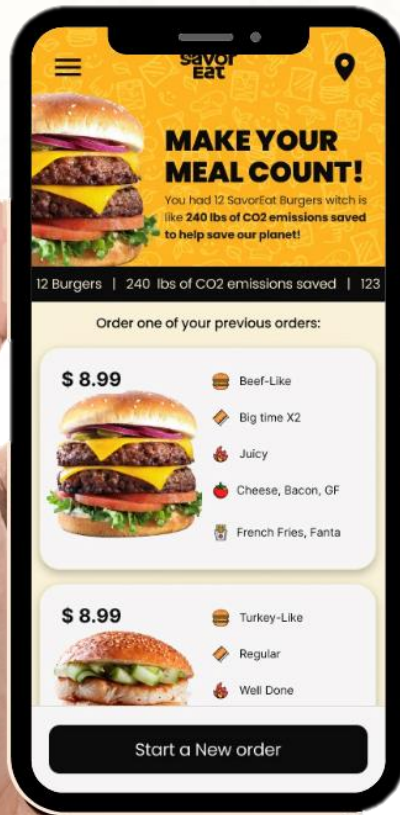 Savor
Eat
MAKE YOUR
MEAL COUNT!
You had 12 SavorEat Burgers witch is
like 240 lbs of CO2 emissions saved
to help save our planet!
12 Burgers | 240 lbs of CO2 emissions saved | 123
Order one of your previous orders:
$ 8.99
Beef-Like
Big time X2
Juicy
Cheese, Bacon, GF
French Fries, Fanta
$ 8.99
Turkey-Like
Regular
Well Done
Start a New order